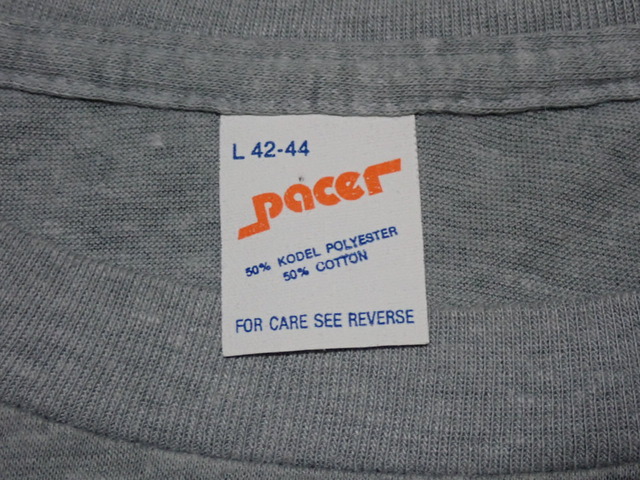 L 42-44
pacer
50% KODEL POLYESTER
50% COTTON
FOR CARE SEE REVERSE